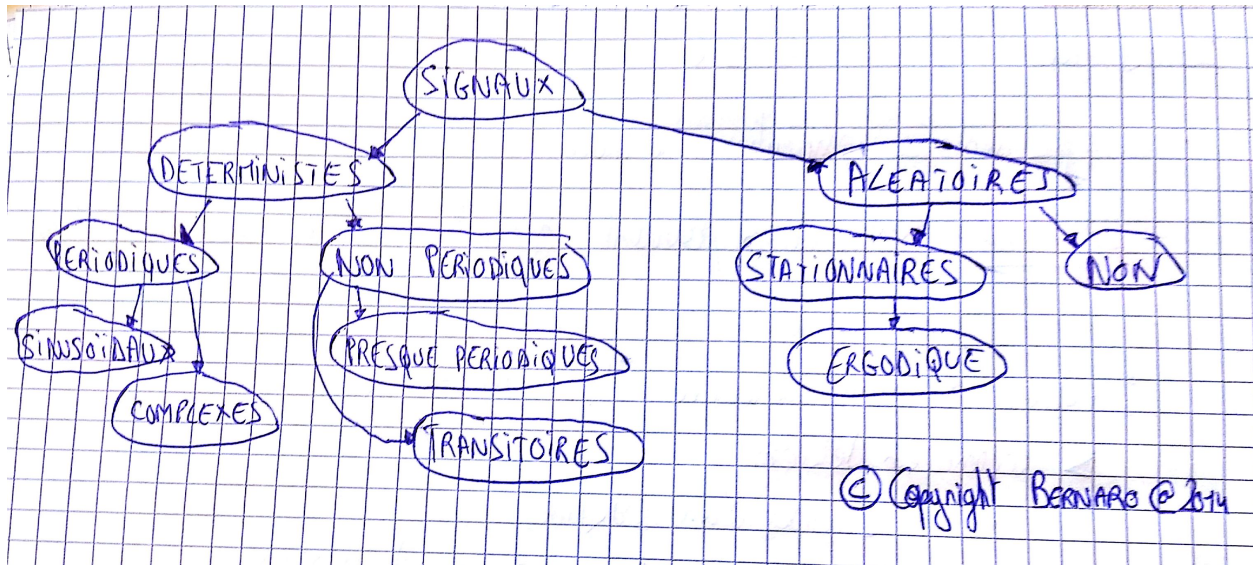 SiGNAUX
DETERMiNiSTES
ALEATOiRES
PERiODiQUES
NON PERiODiQUES
STATiONNAiRES
NON
SiNUSOÏDAUX
PRESQUE PERiODiQUES
ERGODiQUE
COMPLEXES
TRANSiTOiRES
© Copyright BERNARD @ 2014